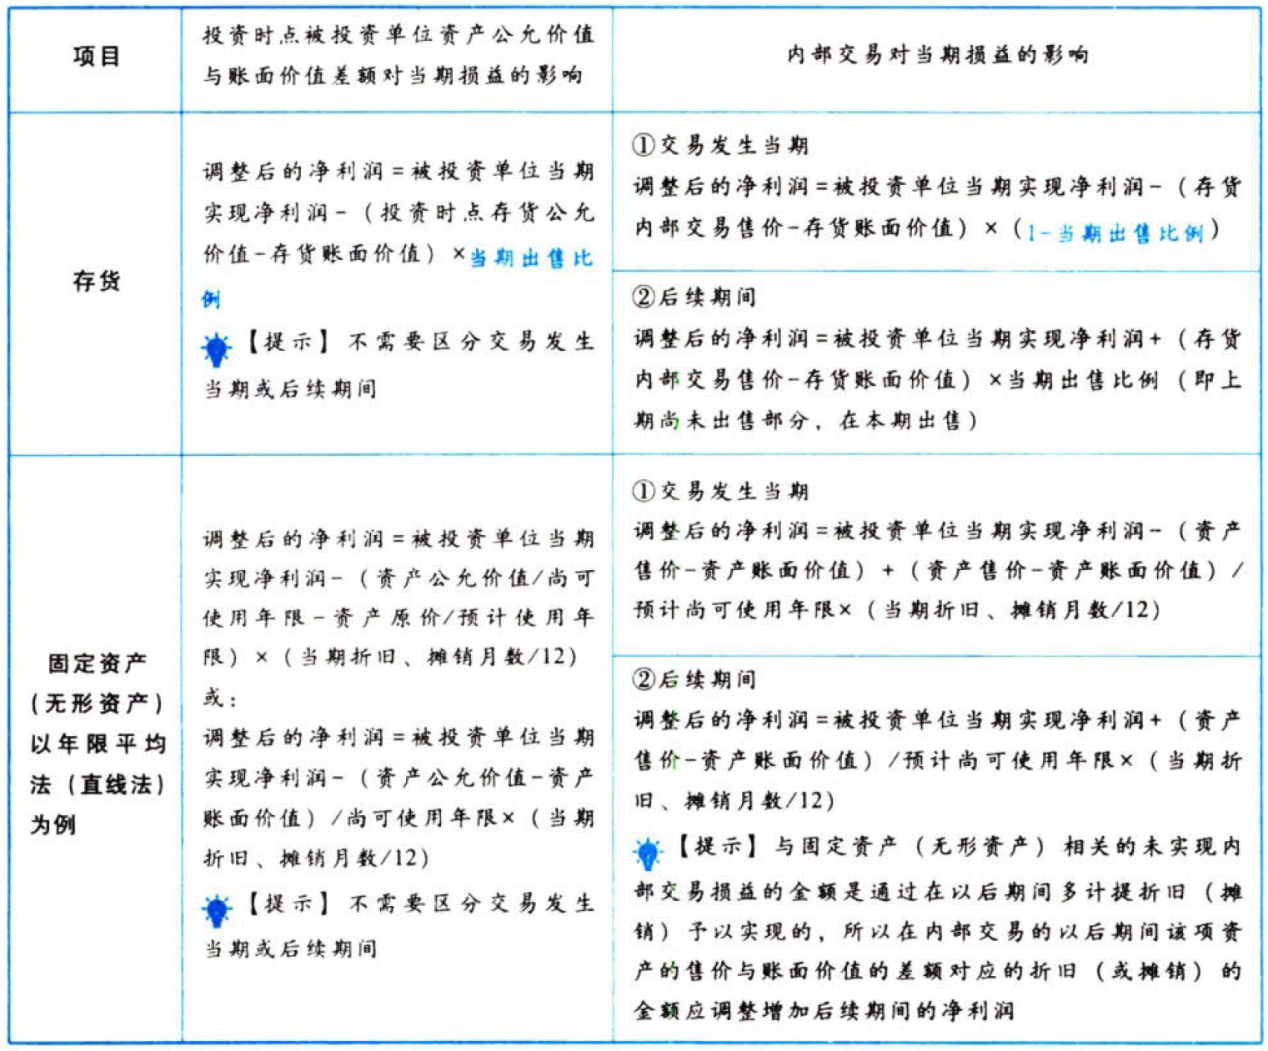 项目
投资时点被投资单位资产公允价值
与账面价值差额对当期损益的影响
内部交易对当期损益的影响
存货
调整后的净利润=被投资单位当期
实现净利润-（投资时点存货公允
价值-存货账面价值）×当期出售比
例
【提示】不需要区分交易发生
当期或后续期间
①交易发生当期
调整后的净利润=被投资单位当期实现净利润-（存货
内部交易售价-存货账面价值）×（1-当期出售比例）
②后续期间
调整后的净利润=被投资单位当期实现净利润+（存货
内部交易售价-存货账面价值）×当期出售比例（即上
期尚未出售部分，在本期出售）
固定资产
（无形资产）
以年限平均
法（直线法）
为例
调整后的净利润=被投资单位当期
实现净利润-（资产公允价值/尚可
使用年限-资产原价/预计使用年
限）×（当期折旧、摊销月数/12）
或：
调整后的净利润=被投资单位当期
实现净利润-（资产公允价值-资产
账面价值）/尚可使用年限×（当期
折旧、摊销月数/12）
【提示】不需要区分交易发生
当期或后续期间
①交易发生当期
调整后的净利润=被投资单位当期实现净利润-（资产
售价-资产账面价值）+（资产售价-资产账面价值）/
预计尚可使用年限×（当期折旧、摊销月数/12）
②后续期间
调整后的净利润=被投资单位当期实现净利润+（资产
售价-资产账面价值）/预计尚可使用年限×（当期折
旧、摊销月数/12）
【提示】与固定资产（无形资产）相关的未实现内
部交易损益的金额是通过在以后期间多计提折旧（摊
销）予以实现的，所以在内部交易的以后期间该项资
产的售价与账面价值的差额对应的折旧（或摊销）的
金额应调整增加后续期间的净利润